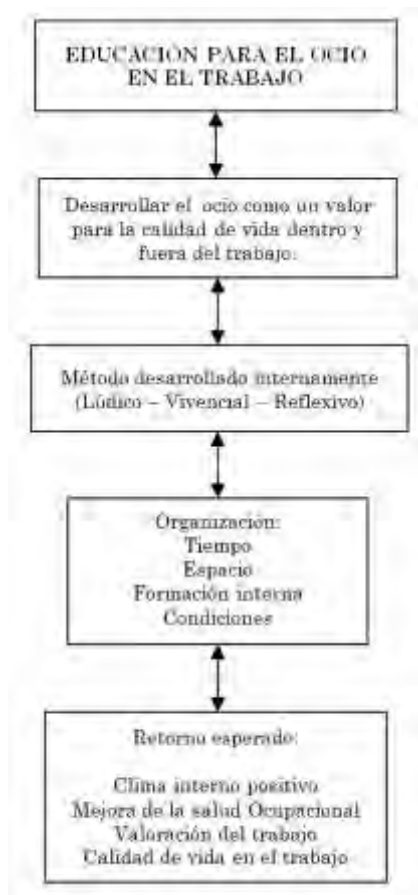 EDUCACIÓN PARA EL OCIO
EN EL TRABAJO
Desarrollar el ocio como un valor
para la calidad de vida dentro y
fuera del trabajo.
Método desarrollado internamente
(Lúdico – Vivencial – Reflexivo)
Organización:
Tiempo
Espacio
Formación interna
Condiciones
Retorno esperado:
Clima interno positivo
Mejora de la salud Ocupacional
Valoración del trabajo
Calidad de vida en el trabajo